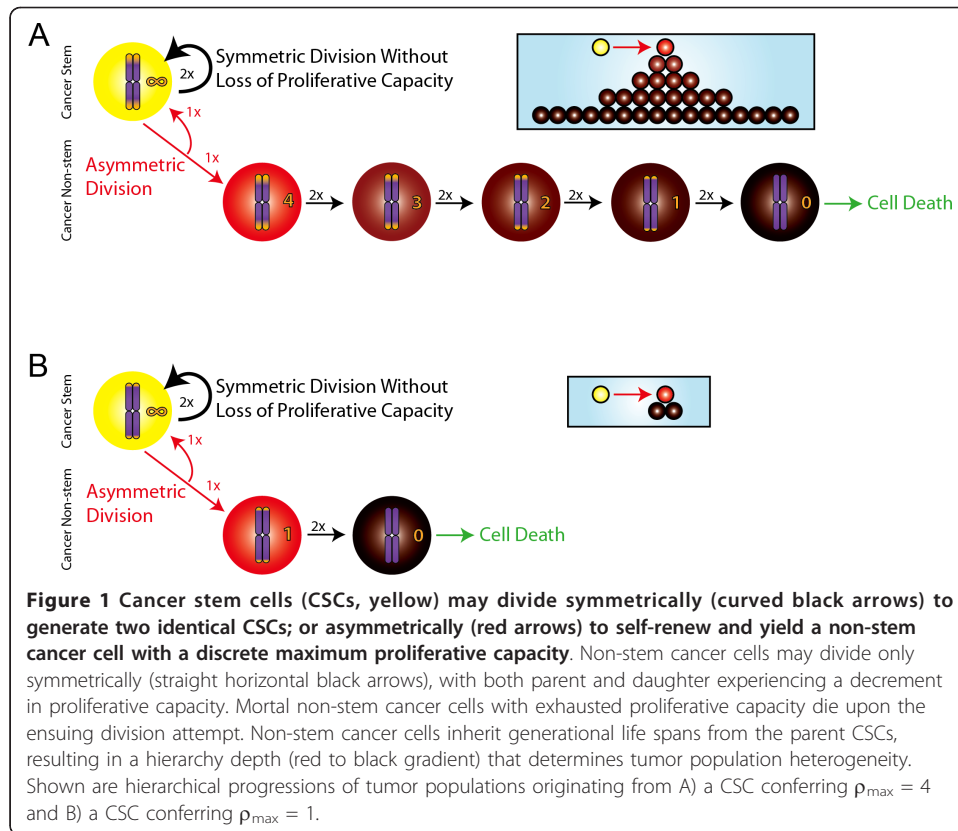 A
Cancer Stem
2x
Symmetric Division Without
Loss of Proliferative Capacity
1x
1x
Asymmetric
Division
Cancer Non-stem
4
2x
3
2x
2
2x
1
2x
0
Cell Death
B
Cancer Stem
2x
Symmetric Division Without
Loss of Proliferative Capacity
1x
1x
Asymmetric
Division
Cancer Non-stem
1
2x
0
Cell Death
Figure 1 Cancer stem cells (CSCs, yellow) may divide symmetrically (curved black arrows) to
generate two identical CSCs; or asymmetrically (red arrows) to self-renew and yield a non-stem
cancer cell with a discrete maximum proliferative capacity. Non-stem cancer cells may divide only
symmetrically (straight horizontal black arrows), with both parent and daughter experiencing a decrement
in proliferative capacity. Mortal non-stem cancer cells with exhausted proliferative capacity die upon the
ensuing division attempt. Non-stem cancer cells inherit generational life spans from the parent CSCs,
resulting in a hierarchy depth (red to black gradient) that determines tumor population heterogeneity.
Shown are hierarchical progressions of tumor populations originating from A) a CSC conferring ρmax = 4
and B) a CSC conferring ρmax = 1.